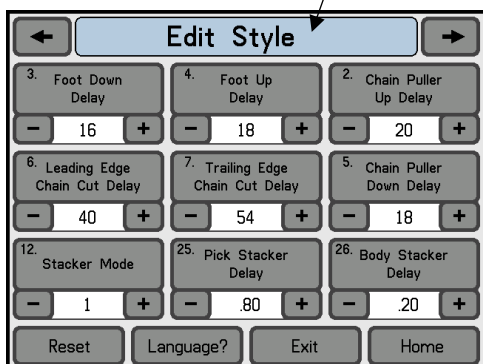 Edit Style
3. Foot Down
Delay
- 16 +
4. Foot Up
Delay
- 18 +
2. Chain Puller
Up Delay
- 20 +
6. Leading Edge
Chain Cut Delay
- 40 +
7. Trailing Edge
Chain Cut Delay
- 54 +
5. Chain Puller
Down Delay
- 18 +
12. Stacker Mode
- 1 +
25. Pick Stacker
Delay
- .80 +
26. Body Stacker
Delay
- .20 +
Reset
Language?
Exit
Home